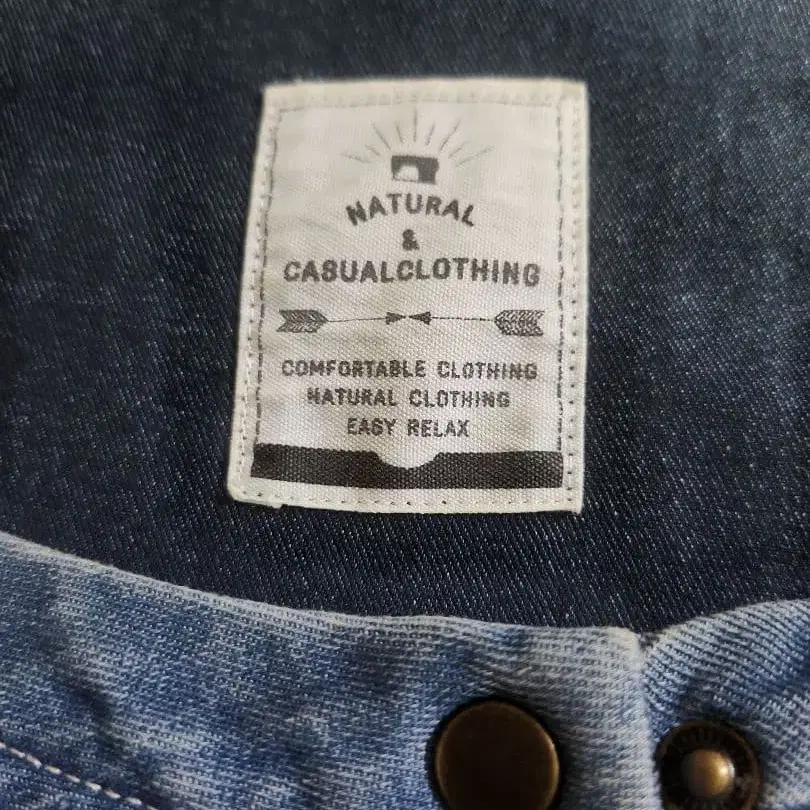 NATURAL
&
CASUALCLOTHING
COMFORTABLE CLOTHING
NATURAL CLOTHING
EASY RELAX